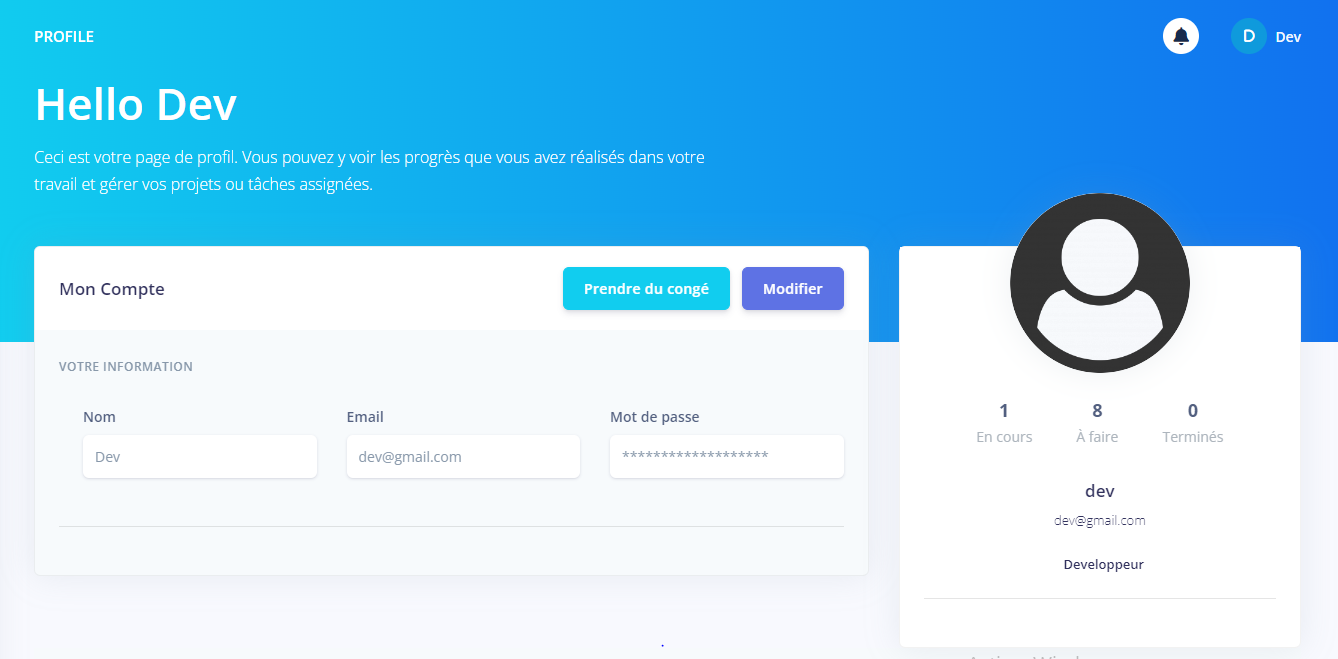 PROFILE
D Dev
Hello Dev
Ceci est votre page de profil. Vous pouvez y voir les progrès que vous avez réalisés dans votre
travail et gérer vos projets ou tâches assignées.
Mon Compte
Prendre du congé
Modifier
VOTRE INFORMATION
Nom
Email
Mot de passe
Dev
dev@gmail.com
*******************
1
8
0
En cours
À faire
Terminés
dev
dev@gmail.com
Developpeur